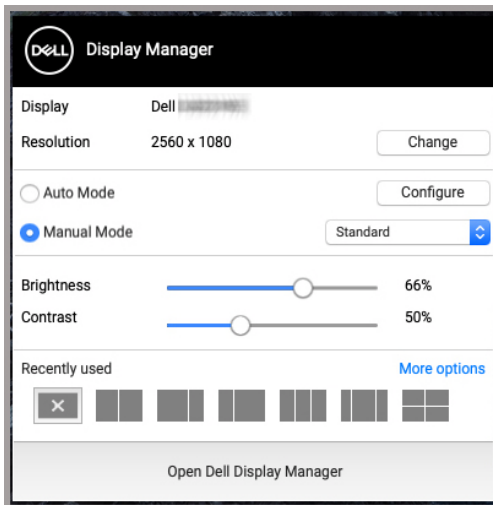 DELL Display Manager
Display Dell
Resolution 2560 x 1080 Change
Auto Mode Configure
Manual Mode Standard
Brightness 66%
Contrast 50%
Recently used More options
Open Dell Display Manager